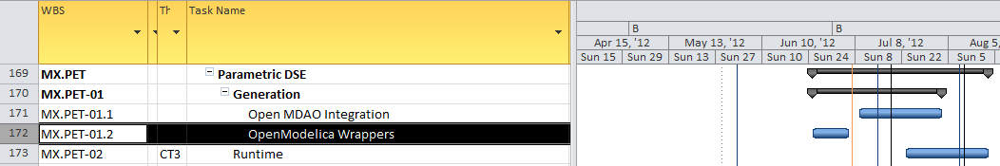 WBS Th Task Name
B B
Apr 15, '12 May 13, '12 Jun 10, '12 Jul 8, '12 Aug 5,
Sun 15 Sun 29 Sun 13 Sun 27 Sun 10 Sun 24 Sun 8 Sun 22 Sun 5
169 MX.PET Parametric DSE
170 MX.PET-01 Generation
171 MX.PET-01.1 Open MDAO Integration
172 MX.PET-01.2 OpenModelica Wrappers
173 MX.PET-02 CT3 Runtime